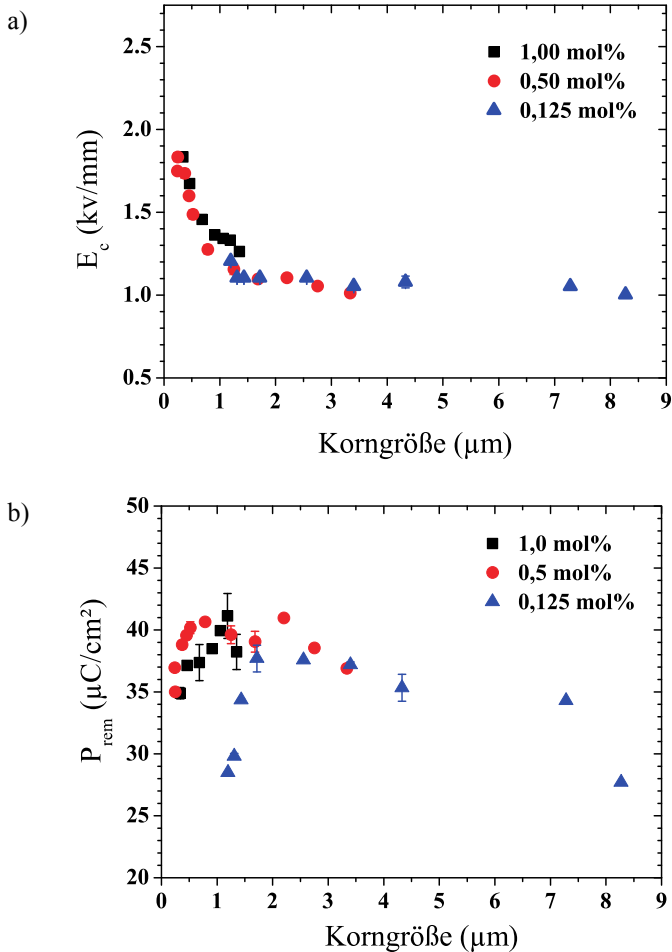 a)
2.5
2.0
1.5
1.0
0.5
E_c (kv/mm)
1,00 mol%
0,50 mol%
0,125 mol%
0 1 2 3 4 5 6 7 8 9
Korngröße (µm)
b)
50
45
40
35
30
25
20
P_rem (µC/cm²)
1,0 mol%
0,5 mol%
0,125 mol%
0 1 2 3 4 5 6 7 8 9
Korngröße (µm)